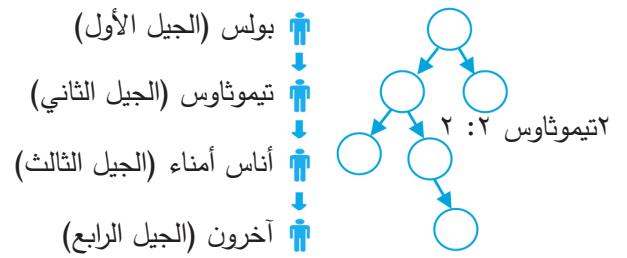 بولس (الجيل الأول)
تيموثاوس (الجيل الثاني)
٢تيموثاوس ٢: ٢
أناس أمناء (الجيل الثالث)
آخرون (الجيل الرابع)